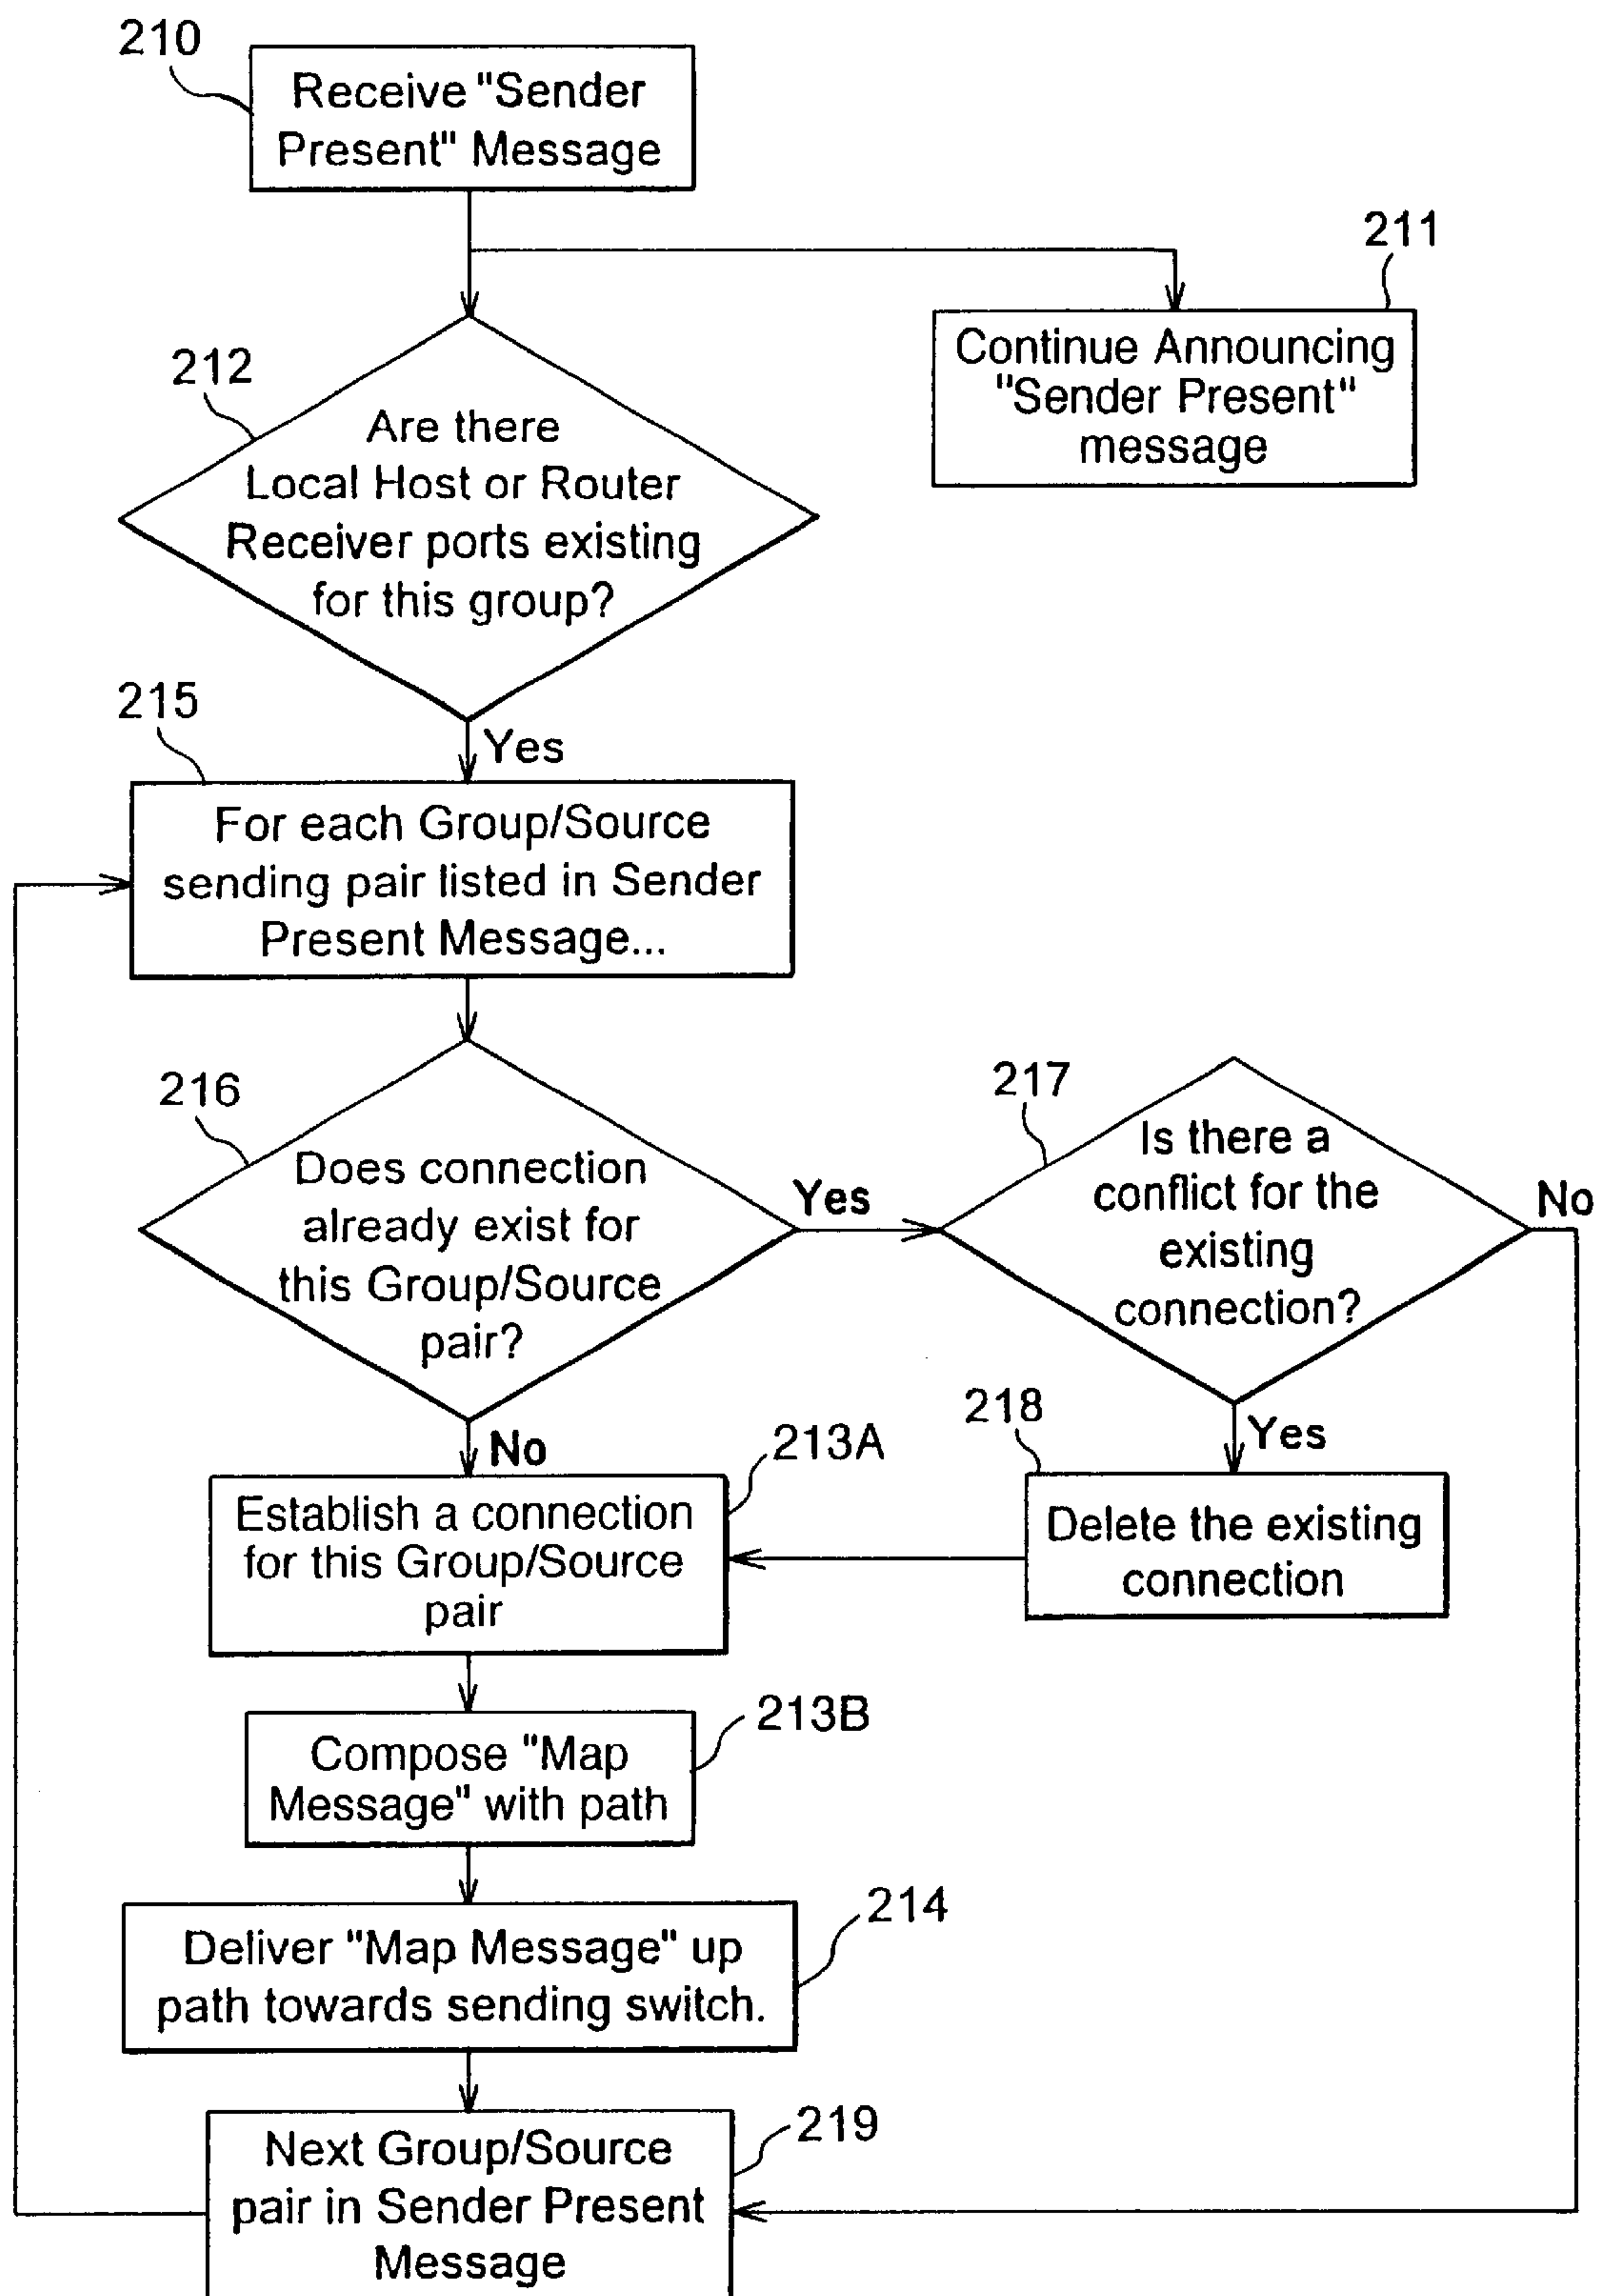 210
Receive "Sender
Present" Message
211
Continue Announcing
"Sender Present"
message
212
Are there
Local Host or Router
Receiver ports existing
for this group?
Yes
215
For each Group/Source
sending pair listed in Sender
Present Message...
216
Does connection
already exist for
this Group/Source
pair?
Yes
217
Is there a
conflict for the
existing
connection?
No
Yes
218
Delete the existing
connection
No
213A
Establish a connection
for this Group/Source
pair
213B
Compose "Map
Message" with path
214
Deliver "Map Message" up
path towards sending switch.
219
Next Group/Source
pair in Sender Present
Message